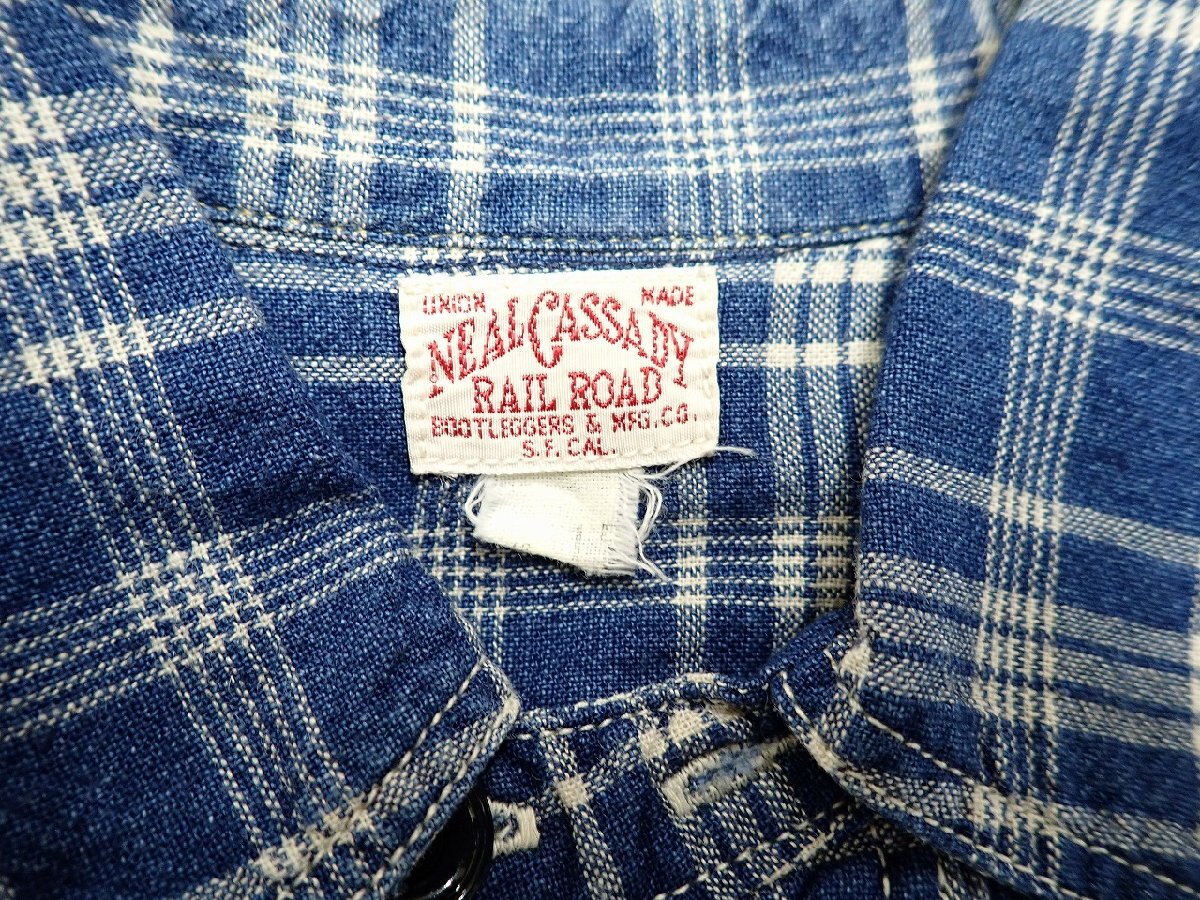 UNION MADE
NEAL CASSADY
RAIL ROAD
BOOTLEGGERS & MFG.CO.
S.F. CAL.